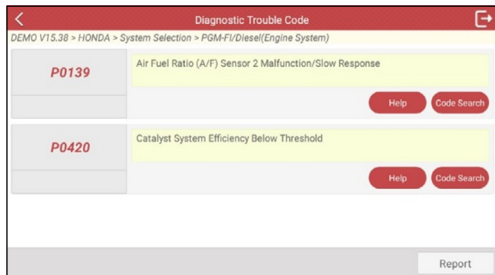 Diagnostic Trouble Code
DEMO V15.38 > HONDA > System Selection > PGM-FI/Diesel(Engine System)
P0139
Air Fuel Ratio (A/F) Sensor 2 Malfunction/Slow Response
Help
Code Search
P0420
Catalyst System Efficiency Below Threshold
Help
Code Search
Report